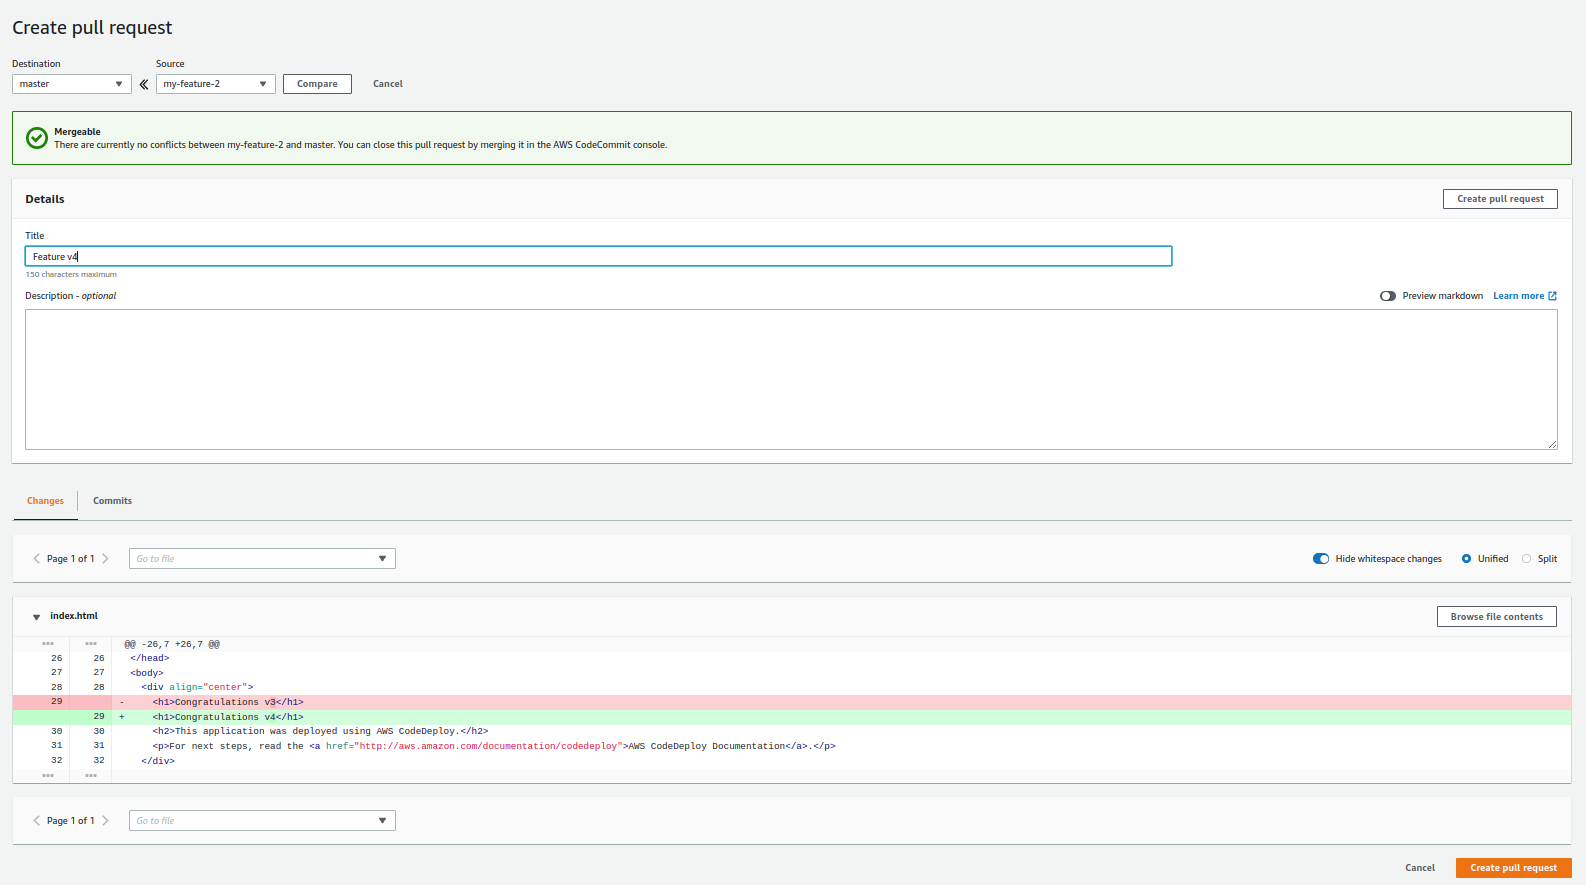 Create pull request
Destination
Source
master
my-feature-2
Compare
Cancel
Mergeable
There are currently no conflicts between my-feature-2 and master. You can close this pull request by merging it in the AWS CodeCommit console.
Details
Create pull request
Title
Feature v4
150 characters maximum
Description - optional
Preview markdown
Learn more
Changes
Commits
Page 1 of 1
Go to file
Hide whitespace changes
Unified
Split
index.html
Browse file contents
*** *** @@ -26,7 +26,7 @@
26 26 </head>
27 27 <body>
28 28 <div align="center">
29 - <h1>Congratulations v3</h1>
29 + <h1>Congratulations v4</h1>
30 30 <h2>This application was deployed using AWS CodeDeploy.</h2>
31 31 <p>For next steps, read the <a href="http://aws.amazon.com/documentation/codedeploy">AWS CodeDeploy Documentation</a>.</p>
32 32 </div>
*** ***
Page 1 of 1
Go to file
Cancel
Create pull request